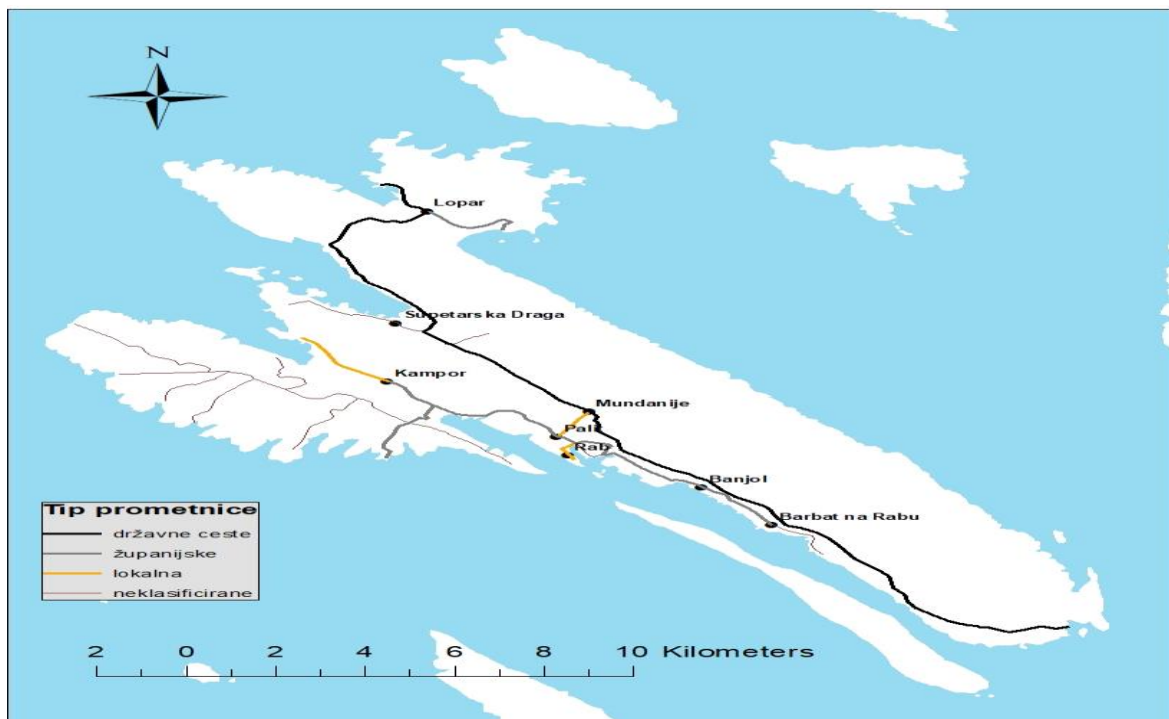 N
Lopar
Supetarska Draga
Kampor
Mundanije
Pali
Rab
Banjol
Barbat na Rabu
Tip prometnice
državne ceste
županijske
lokalna
neklasificirane
2 0 2 4 6 8 10 Kilometers